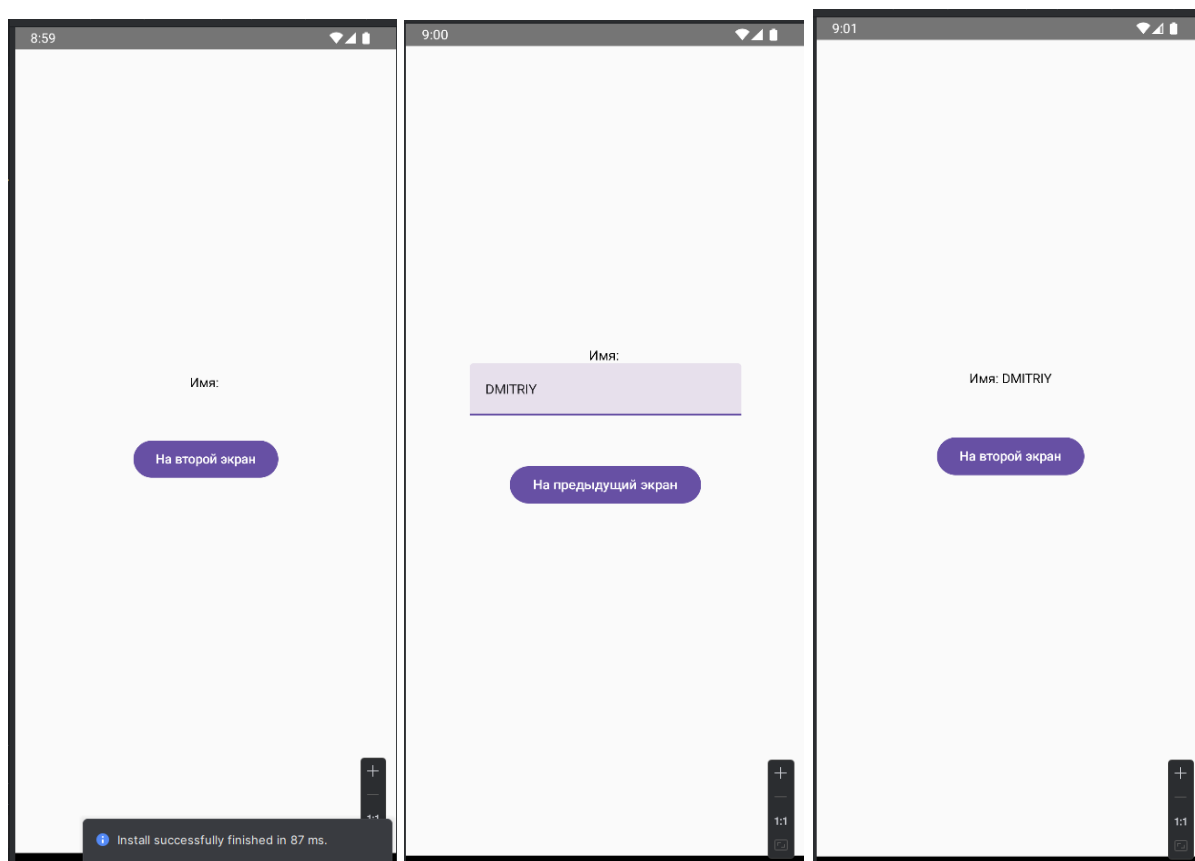 8:59
Имя:
На второй экран
1:1
Install successfully finished in 87 ms.
9:00
Имя:
DMITRIY
На предыдущий экран
1:1
9:01
Имя: DMITRIY
На второй экран
1:1